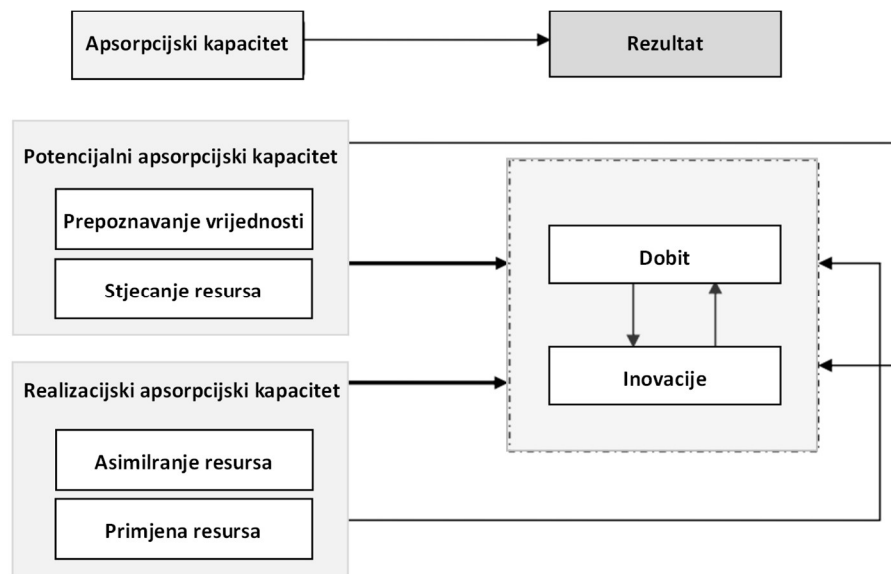 Apsorpcijski kapacitet
Rezultat
Potencijalni apsorpcijski kapacitet
Prepoznavanje vrijednosti
Stjecanje resursa
Dobit
Inovacije
Realizacijski apsorpcijski kapacitet
Asimilranje resursa
Primjena resursa